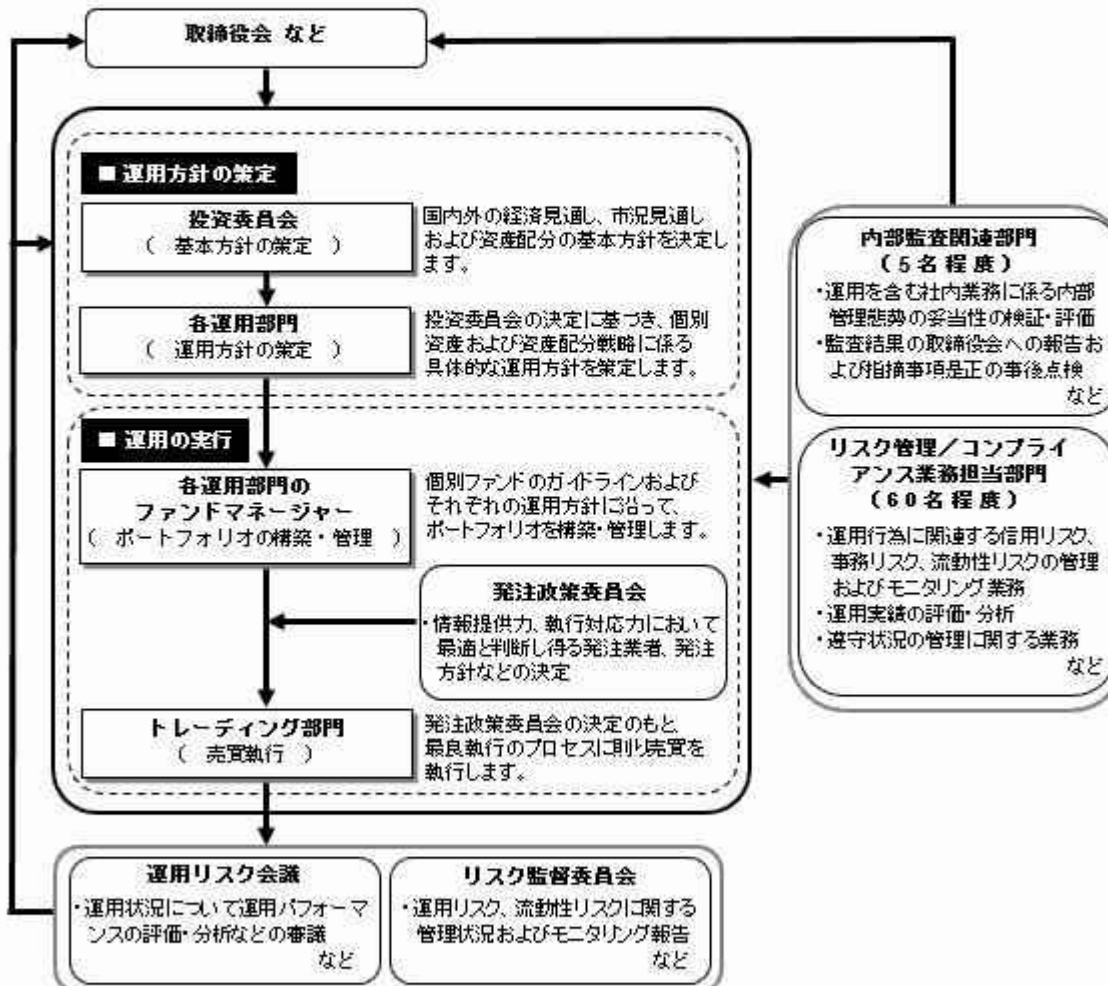 取締役会 など
■ 運用方針の策定
投資委員会
( 基本方針の策定 )
国内外の経済見通し、市況見通し
および資産配分の基本方針を決定し
ます。
各運用部門
( 運用方針の策定 )
投資委員会の決定に基づき、個別
資産および資産配分戦略に係る
具体的な運用方針を策定します。
■ 運用の実行
各運用部門の
ファンドマネージャー
( ポートフォリオの構築・管理 )
個別ファンドのガイドラインおよび
それぞれの運用方針に沿って、
ポートフォリオを構築・管理します。
発注政策委員会
・情報提供力、執行対応力において
最適と判断し得る発注業者、発注
方針などの決定
トレーディング部門
( 売買執行 )
発注政策委員会の決定のもと、
最良執行のプロセスに則り売買を
執行します。
運用リスク会議
・運用状況について運用パフォーマ
ンスの評価・分析などの審議
など
リスク監督委員会
・運用リスク、流動性リスクに関する
管理状況およびモニタリング報告
など
内部監査関連部門
(5名程度)
・運用を含む社内業務に係る内部
管理態勢の妥当性の検証・評価
・監査結果の取締役会への報告お
よび指摘事項是正の事後点検
など
リスク管理/コンプライ
アンス業務担当部門
(60名程度)
・運用行為に関連する信用リスク、
事務リスク、流動性リスクの管理
およびモニタリング業務
・運用実績の評価・分析
・遵守状況の管理に関する業務
など